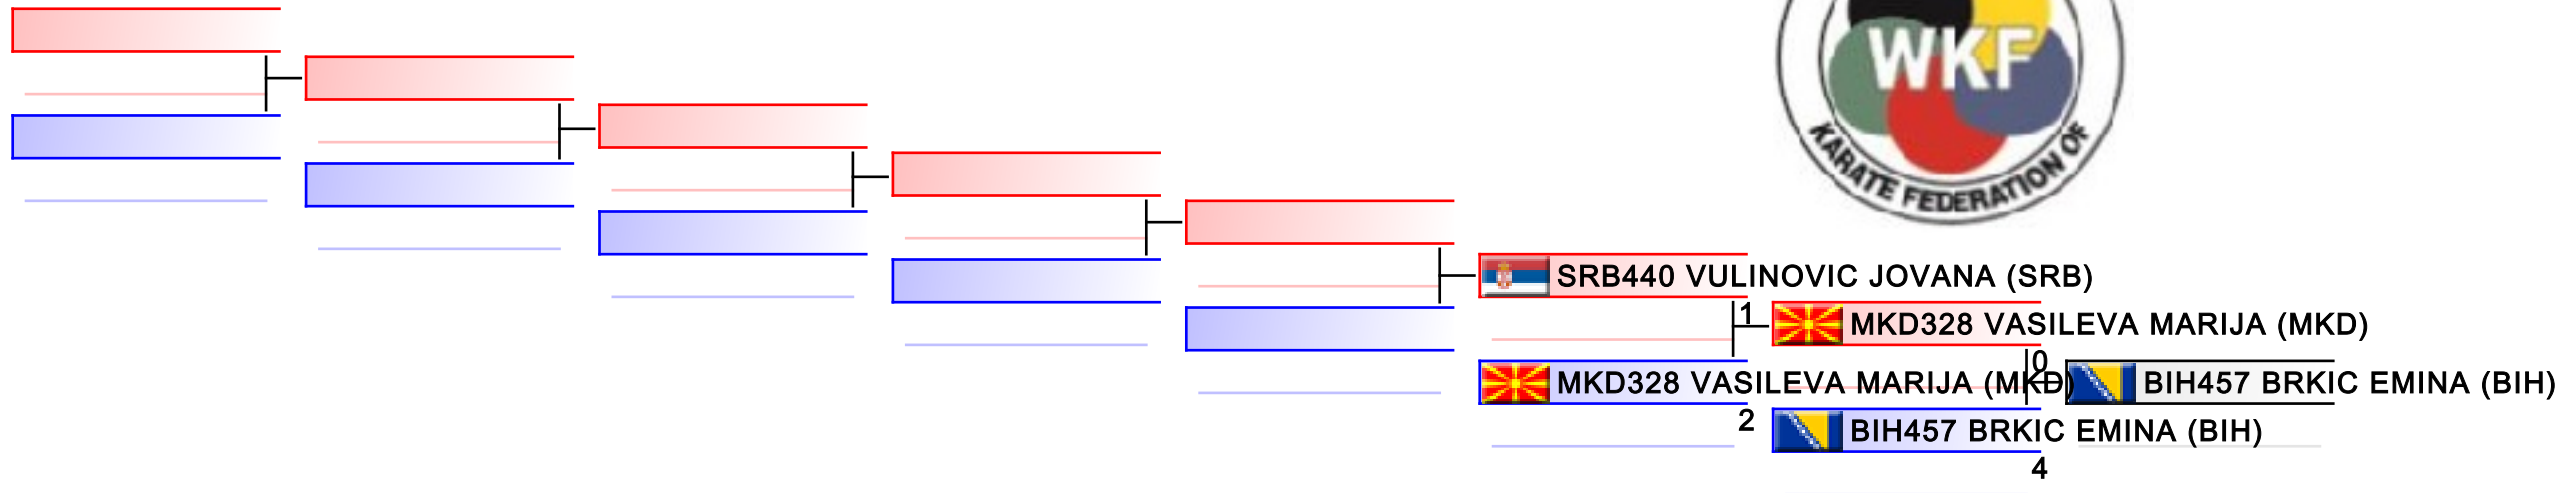 WKF
KARATE FEDERATION OF
SRB440 VULINOVIC JOVANA (SRB)
1
MKD328 VASILEVA MARIJA (MKD)
0
MKD328 VASILEVA MARIJA (MKD)
BIH457 BRKIC EMINA (BIH)
2
BIH457 BRKIC EMINA (BIH)
4